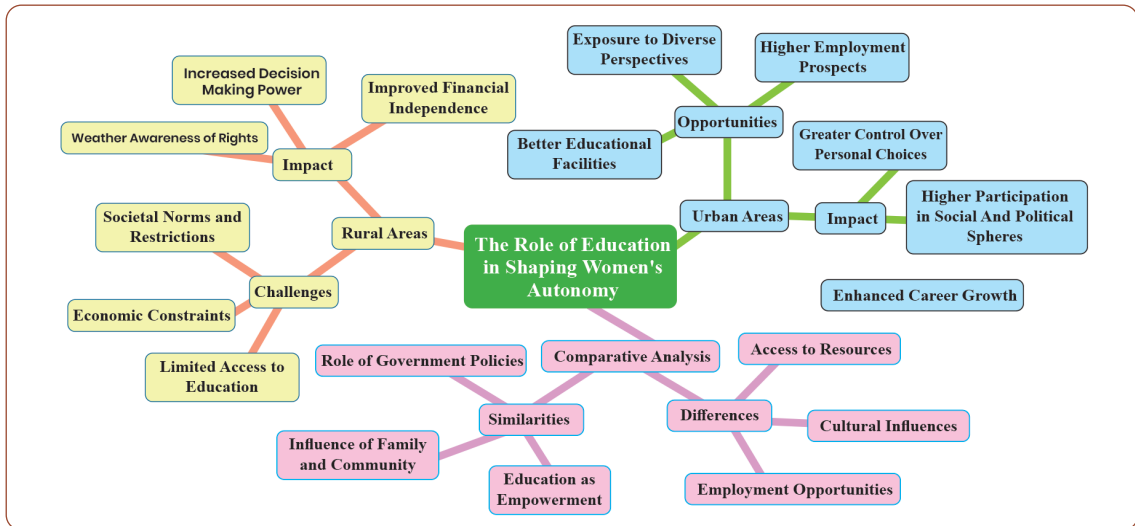 The Role of Education
in Shaping Women's
Autonomy
Rural Areas
Impact
Increased Decision
Making Power
Improved Financial
Independence
Weather Awareness of Rights
Challenges
Societal Norms and
Restrictions
Economic Constraints
Limited Access to
Education
Urban Areas
Opportunities
Exposure to Diverse
Perspectives
Higher Employment
Prospects
Better Educational
Facilities
Impact
Greater Control Over
Personal Choices
Higher Participation
in Social And Political
Spheres
Enhanced Career Growth
Comparative Analysis
Similarities
Role of Government Policies
Influence of Family
and Community
Education as
Empowerment
Differences
Access to Resources
Cultural Influences
Employment Opportunities